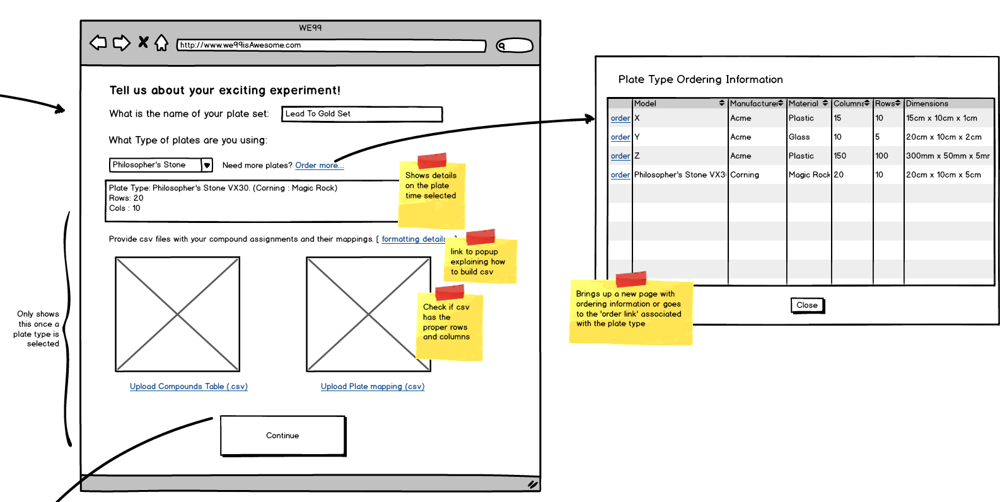 WE99
http://www.we99isAwesome.com
Tell us about your exciting experiment!
What is the name of your plate set: Lead To Gold Set
What Type of plates are you using:
Philosopher's Stone Need more plates? Order more....
Plate Type: Philosopher's Stone VX30. (Corning : Magic Rock)
Rows: 20
Cols : 10
Shows details
on the plate
time selected
Provide csv files with your compound assignments and their mappings. [ formatting details ]
link to popup
explaining how
to build csv
Check if csv
has the
proper rows
and columns
Only shows
this once a
plate type is
selected
Upload Compounds Table (.csv) Upload Plate mapping (csv)
Continue
Plate Type Ordering Information
Model Manufacturer Material Columns Rows Dimensions
order X Acme Plastic 15 10 15cm x 10cm x 1cm
order Y Acme Glass 10 5 20cm x 10cm x 2cm
order Z Acme Plastic 150 100 300mm x 50mm x 5mm
order Philosopher's Stone VX30 Corning Magic Rock 20 10 20cm x 10cm x 5cm
Brings up a new page with
ordering information or goes
to the 'order link' associated
with the plate type
Close